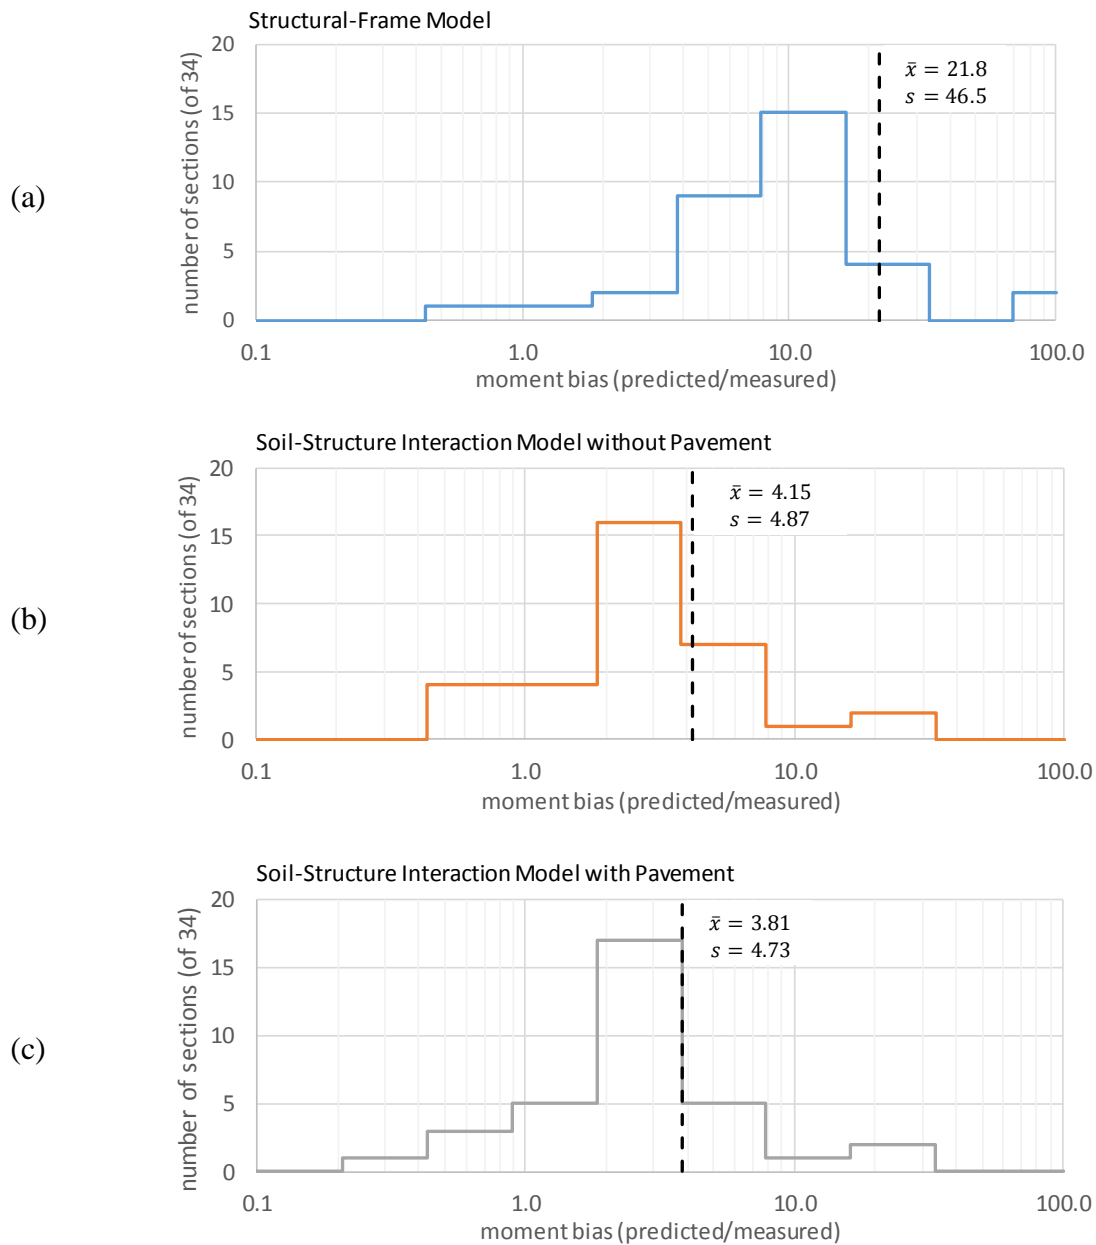 Structural-Frame Model
(a)
number of sections (of 34)
20
15
10
5
0
x̄ = 21.8
s = 46.5
0.1 1.0 10.0 100.0
moment bias (predicted/measured)
Soil-Structure Interaction Model without Pavement
(b)
number of sections (of 34)
20
15
10
5
0
x̄ = 4.15
s = 4.87
0.1 1.0 10.0 100.0
moment bias (predicted/measured)
Soil-Structure Interaction Model with Pavement
(c)
number of sections (of 34)
20
15
10
5
0
x̄ = 3.81
s = 4.73
0.1 1.0 10.0 100.0
moment bias (predicted/measured)